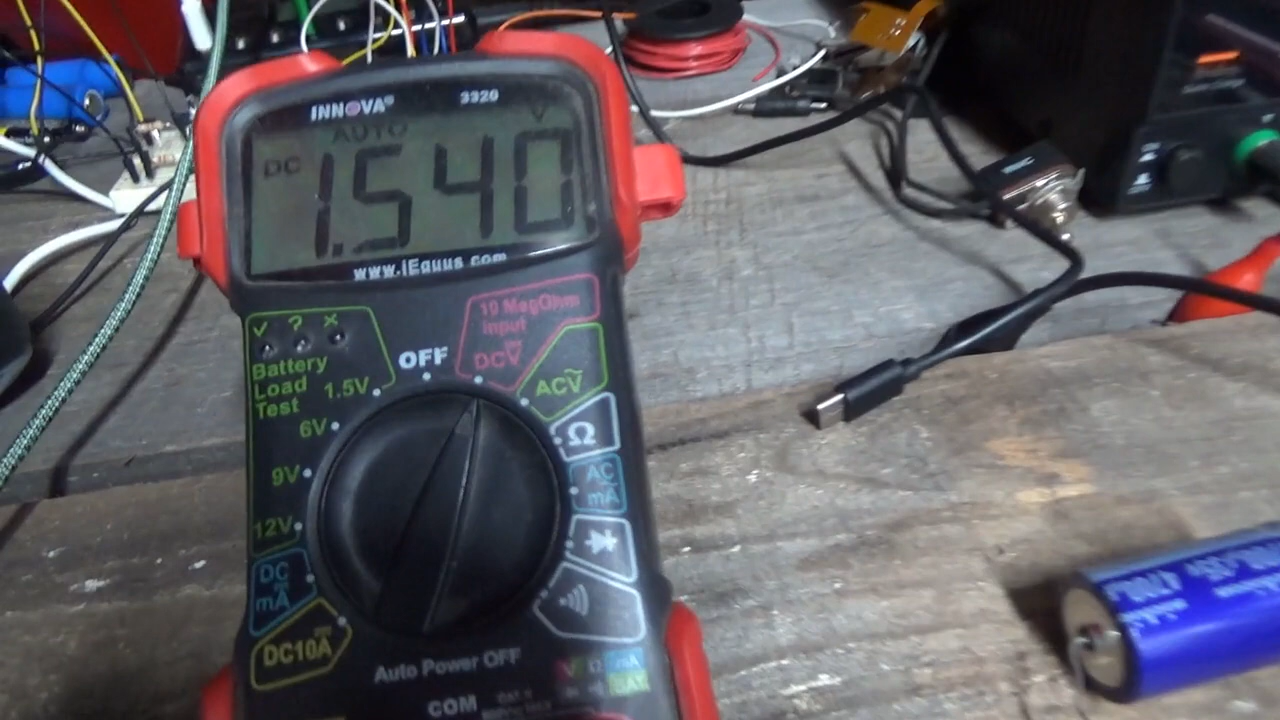 INNOVA®
3320
AUTO
V
DC
1.540
www.iEquus.com
10 MegOhm
Input
DCV
ACV
OFF
✓ ? ×
Battery
Load
Test
1.5V
6V
9V
12V
DC
mA
DC10A
Ω
AC
mA
Auto Power OFF
COM